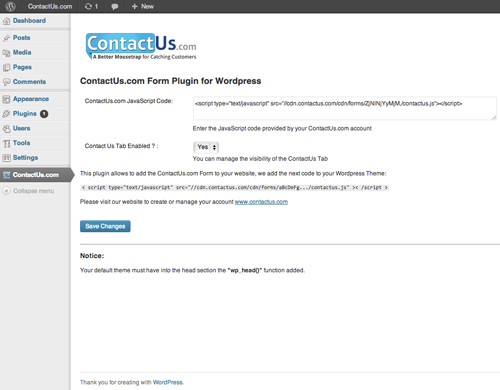 ContactUs.com
1
+ New
Dashboard
Posts
Media
Pages
Comments
Appearance
Plugins 1
Users
Tools
Settings
ContactUs.com
Collapse menu
ContactUs.com
A Better Mousetrap for Catching Customers
ContactUs.com Form Plugin for Wordpress
ContactUs.com JavaScript Code:
<script type="text/javascript" src="//cdn.contactus.com/cdn/forms/ZjNlNjYyMjM,/contactus.js"></script>
Enter the JavaScript code provided by your ContactUs.com account
Contact Us Tab Enabled ? :
Yes
You can manage the visibility of the ContactUs Tab
This plugin allows to add the ContactUs.com Form to your website, we add the next code to your Wordpress Theme:
< script type="text/javascript" src="//cdn.contactus.com/cdn/forms/aBcDeFg.../contactus.js" >< /script >
Please visit our website to create or manage your account www.contactus.com
Save Changes
Notice:
Your default theme must have into the head section the "wp_head()" function added.
Thank you for creating with WordPress.